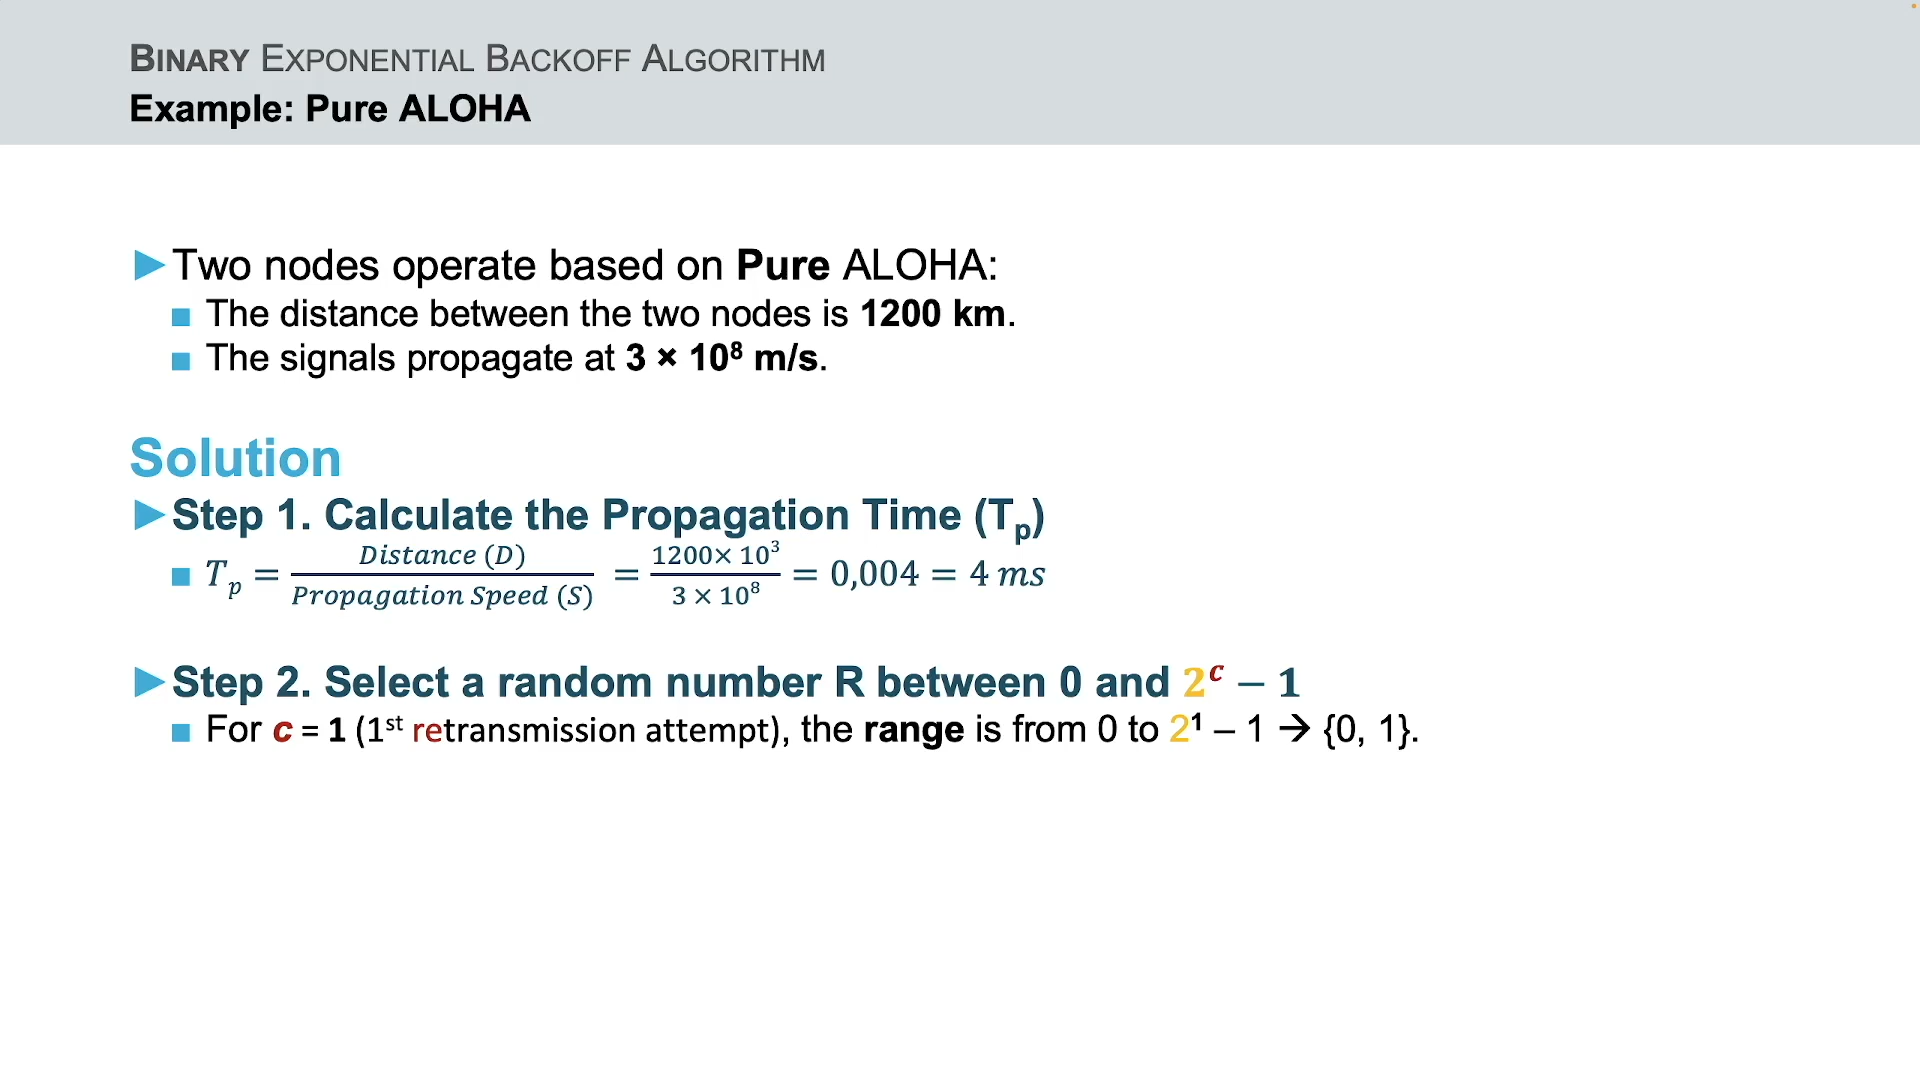 BINARY EXPONENTIAL BACKOFF ALGORITHM
Example: Pure ALOHA
▶ Two nodes operate based on Pure ALOHA:
■ The distance between the two nodes is 1200 km.
■ The signals propagate at 3 × 10⁸ m/s.
Solution
▶ Step 1. Calculate the Propagation Time (Tₚ)
■ Tₚ = Distance (D) / Propagation Speed (S) = 1200× 10³ / 3 × 10⁸ = 0,004 = 4 ms
▶ Step 2. Select a random number R between 0 and 2ᶜ − 1
■ For c = 1 (1ˢᵗ retransmission attempt), the range is from 0 to 2¹ – 1 → {0, 1}.